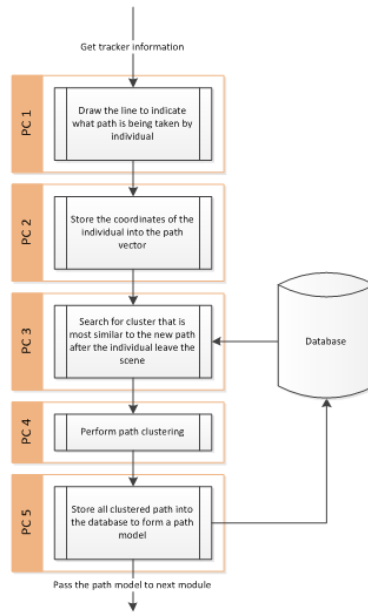 Get tracker information
PC 1
Draw the line to indicate
what path is being taken by
individual
PC 2
Store the coordinates of the
individual into the path
vector
PC 3
Search for cluster that is
most similar to the new path
after the individual leave the
scene
Database
PC 4
Perform path clustering
PC 5
Store all clustered path into
the database to form a path
model
Pass the path model to next module